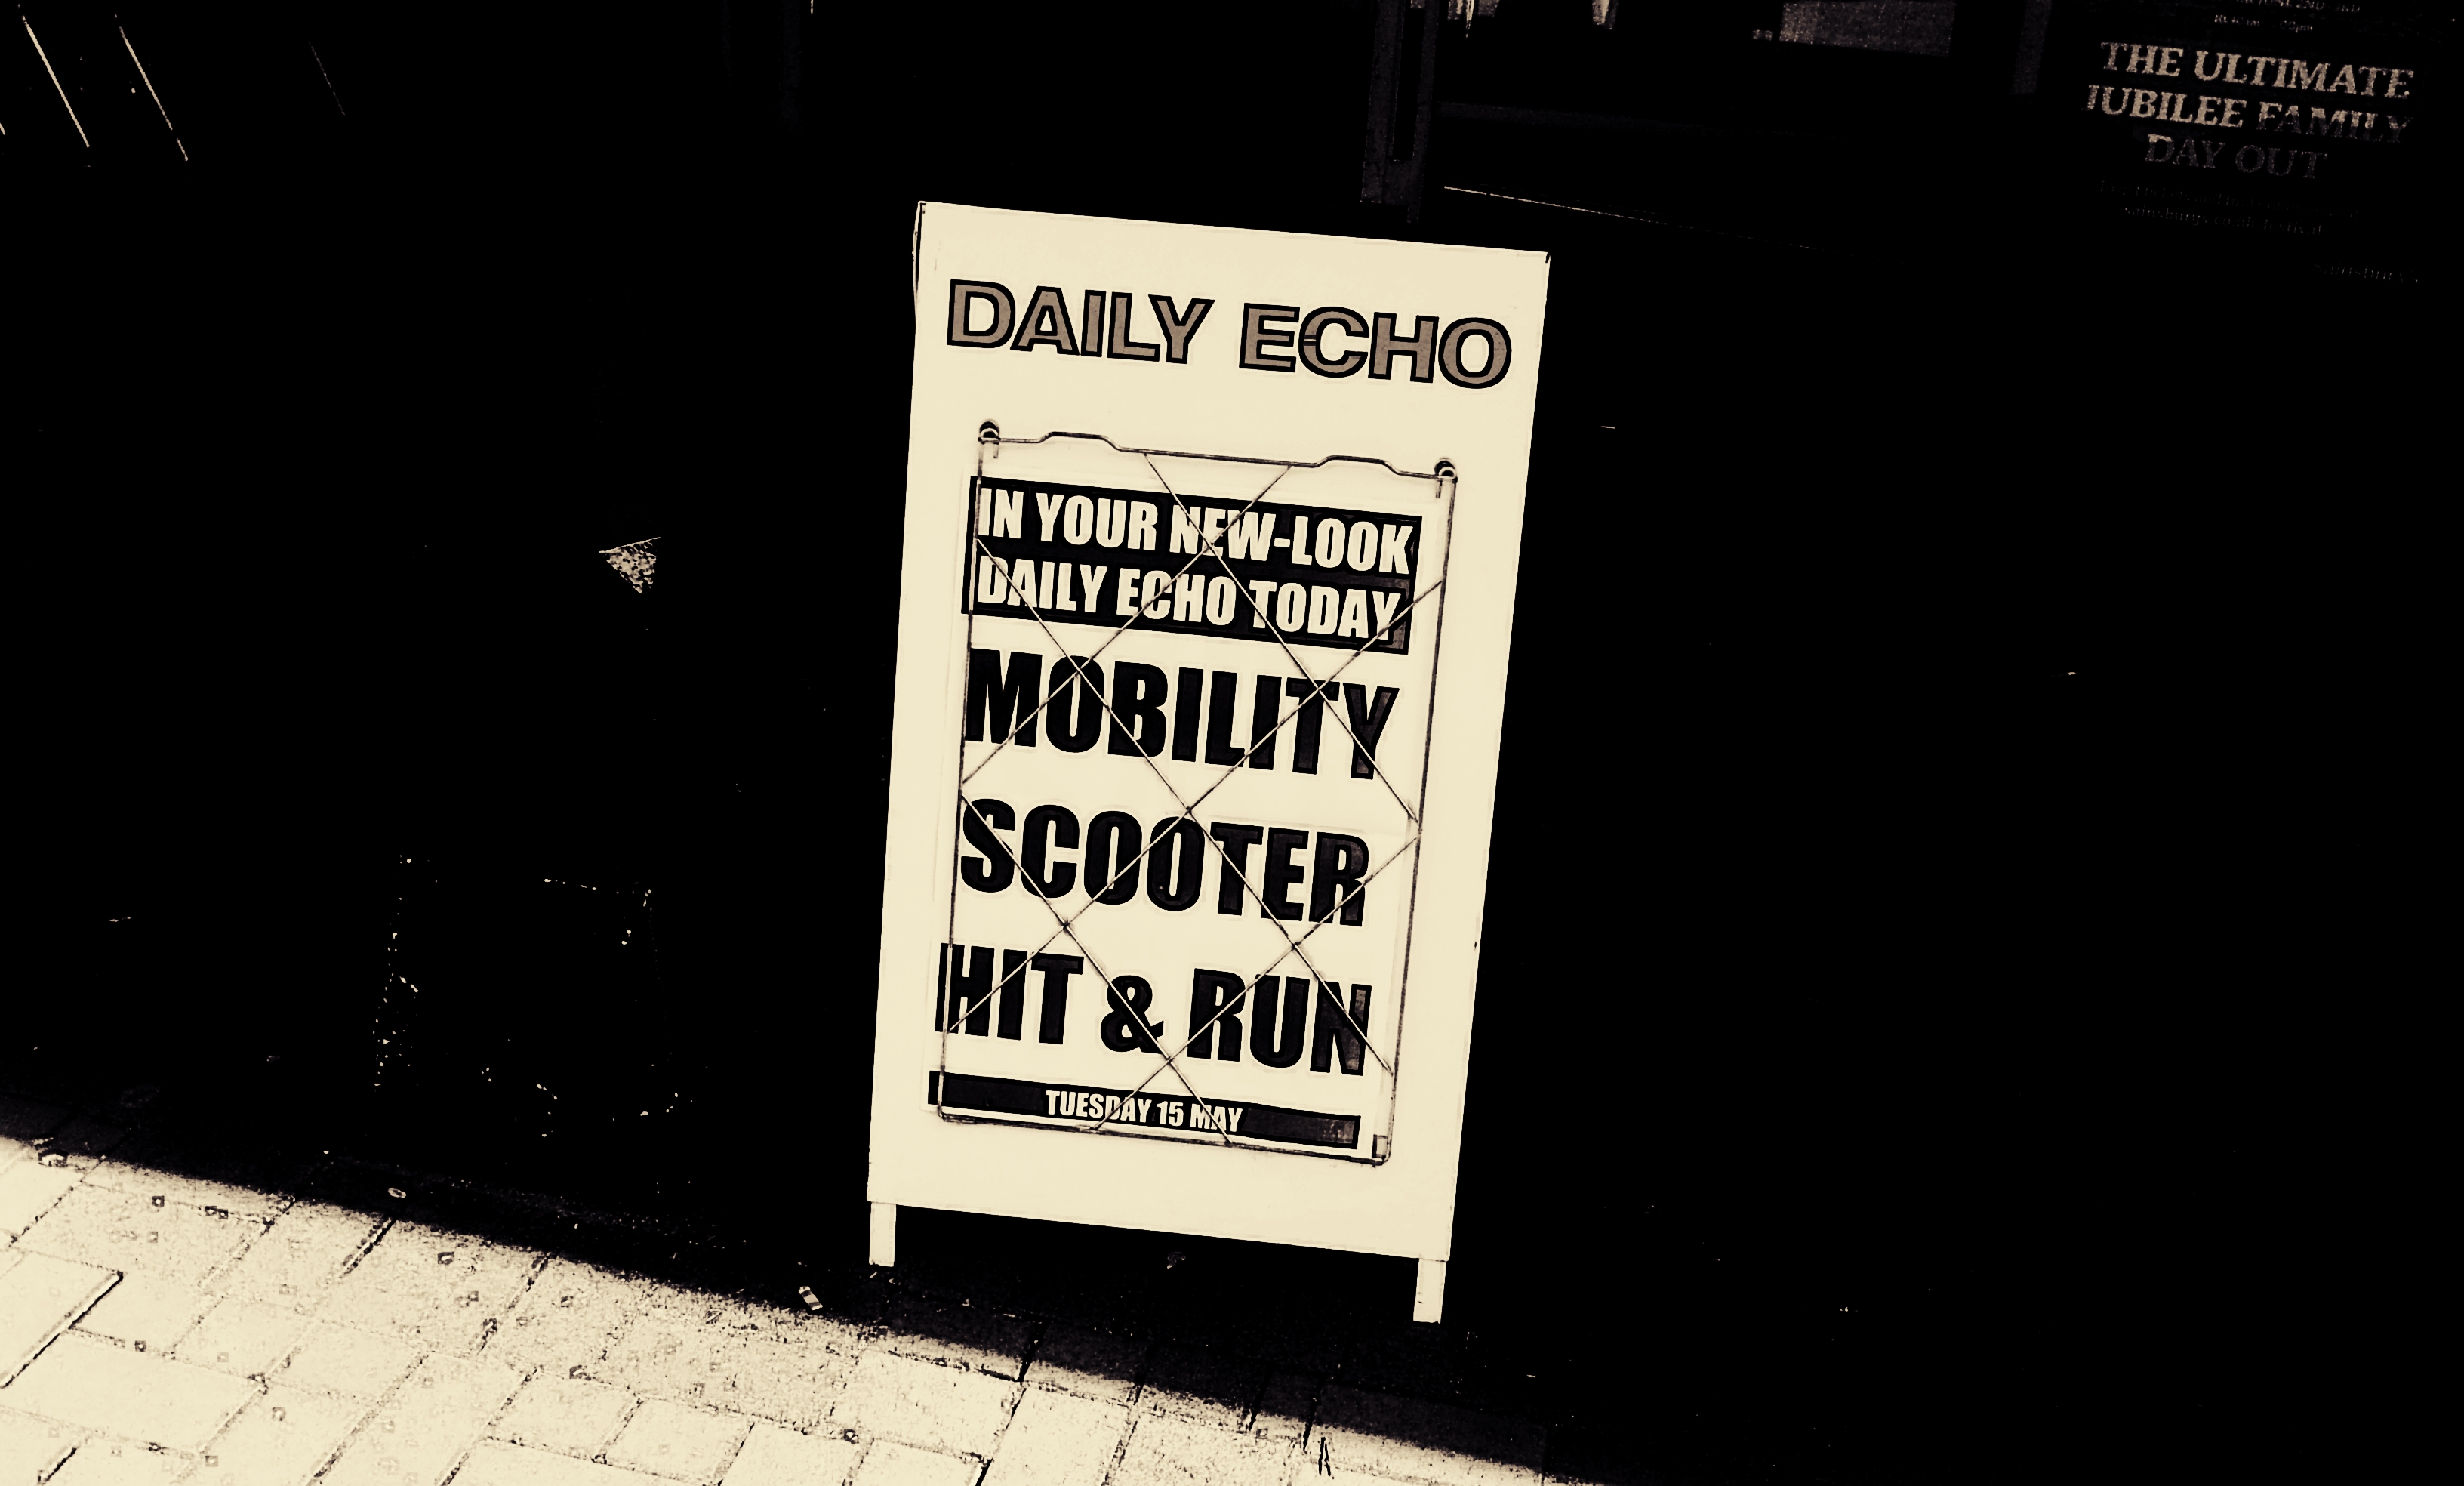 THE ULTIMATE
JUBILEE FAMILY
DAY OUT
DAILY ECHO
IN YOUR NEW-LOOK
DAILY ECHO TODAY
MOBILITY
SCOOTER
HIT & RUN
TUESDAY 15 MAY